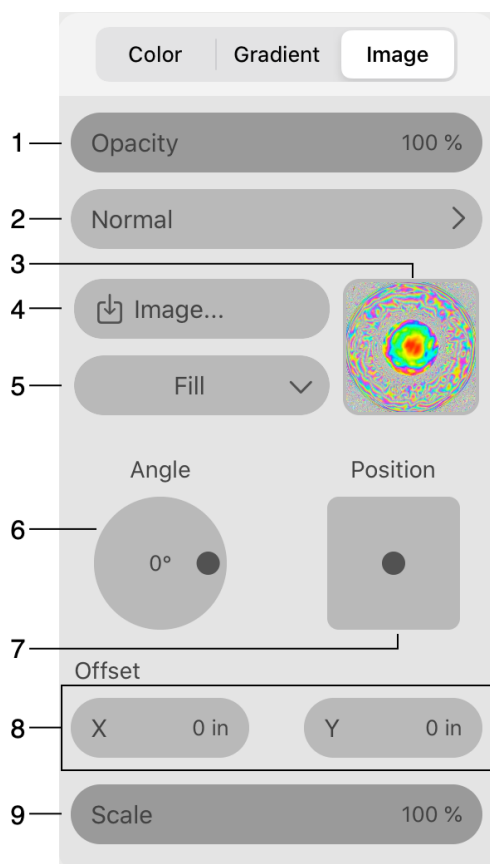 Color Gradient Image
1 Opacity 100 %
2 Normal
3
4 Image...
5 Fill
Angle Position
6 0°
7
Offset
8 X 0 in Y 0 in
9 Scale 100 %